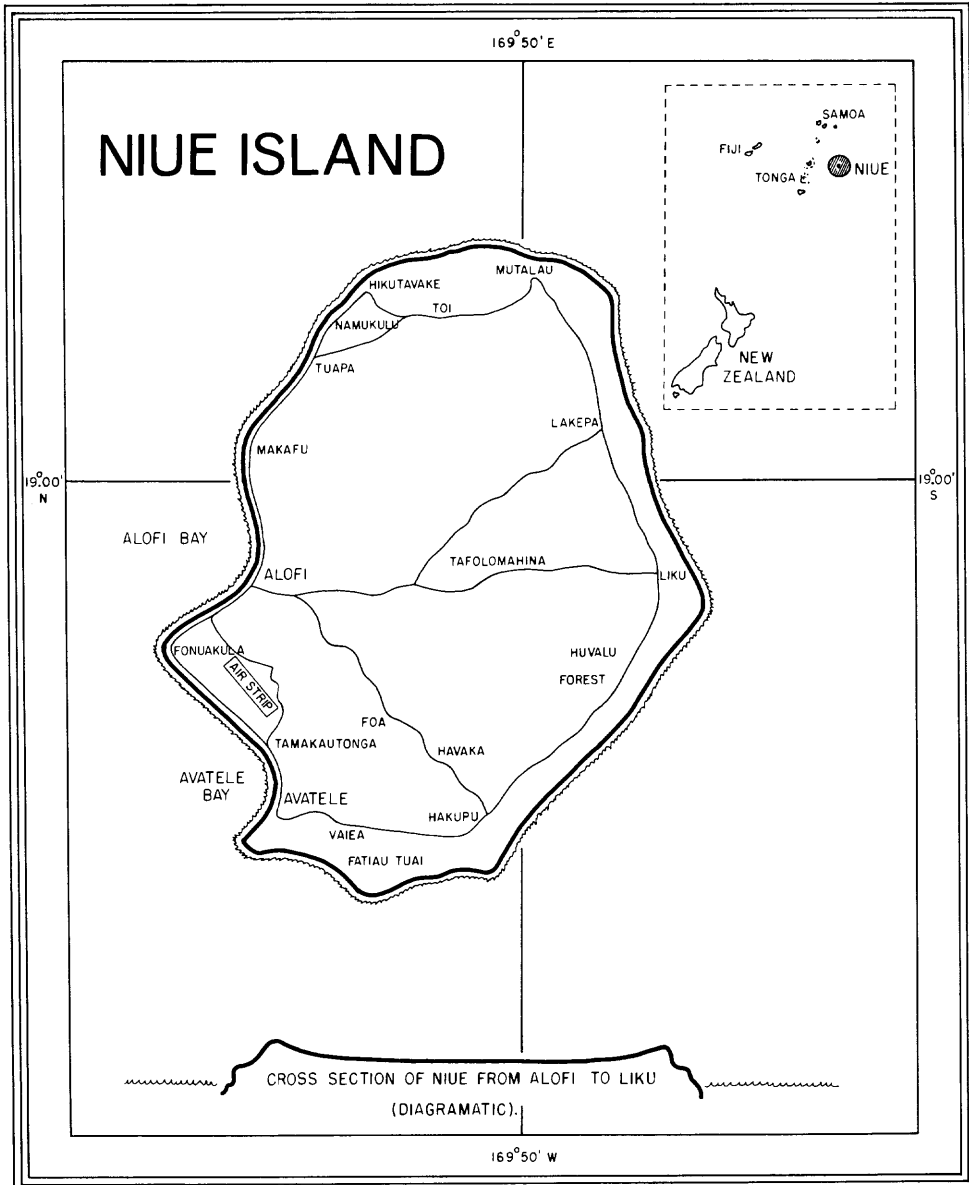 169°50' E
NIUE ISLAND
SAMOA
FIJI
TONGA
NIUE
NEW
ZEALAND
MUTALAU
HIKUTAVAKE
TOI
NAMUKULU
TUAPA
LAKEPA
MAKAFU
19°00'
N
19°00'
S
ALOFI BAY
TAFOLOMAHINA
ALOFI
LIKU
FONUAKULA
HUVALU
FOREST
AIR STRIP
FOA
TAMAKAUTONGA
HAVAKA
AVATELE
BAY
AVATELE
HAKUPU
VAIEA
FATIAU TUAI
CROSS SECTION OF NIUE FROM ALOFI TO LIKU
(DIAGRAMATIC).
169°50' W